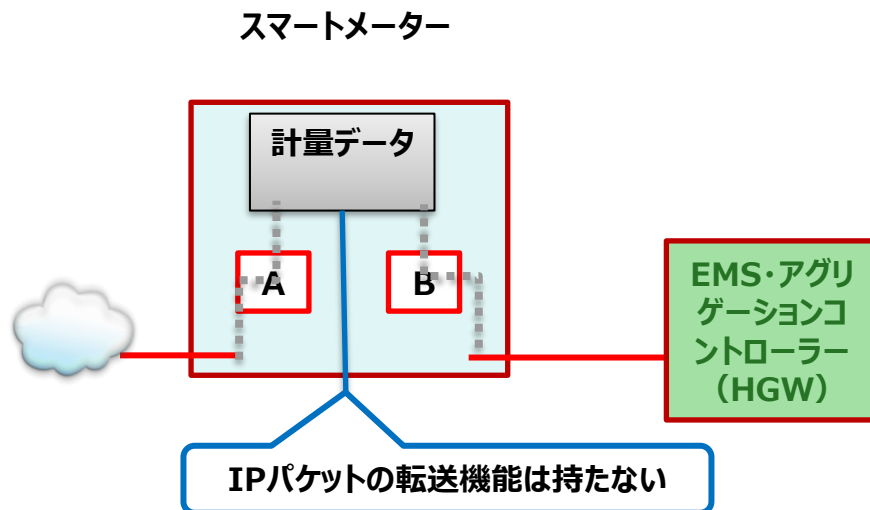 スマートメーター
計量データ
A
B
EMS・アグリ
ゲーションコ
ントローラー
（HGW）
IPパケットの転送機能は持たない